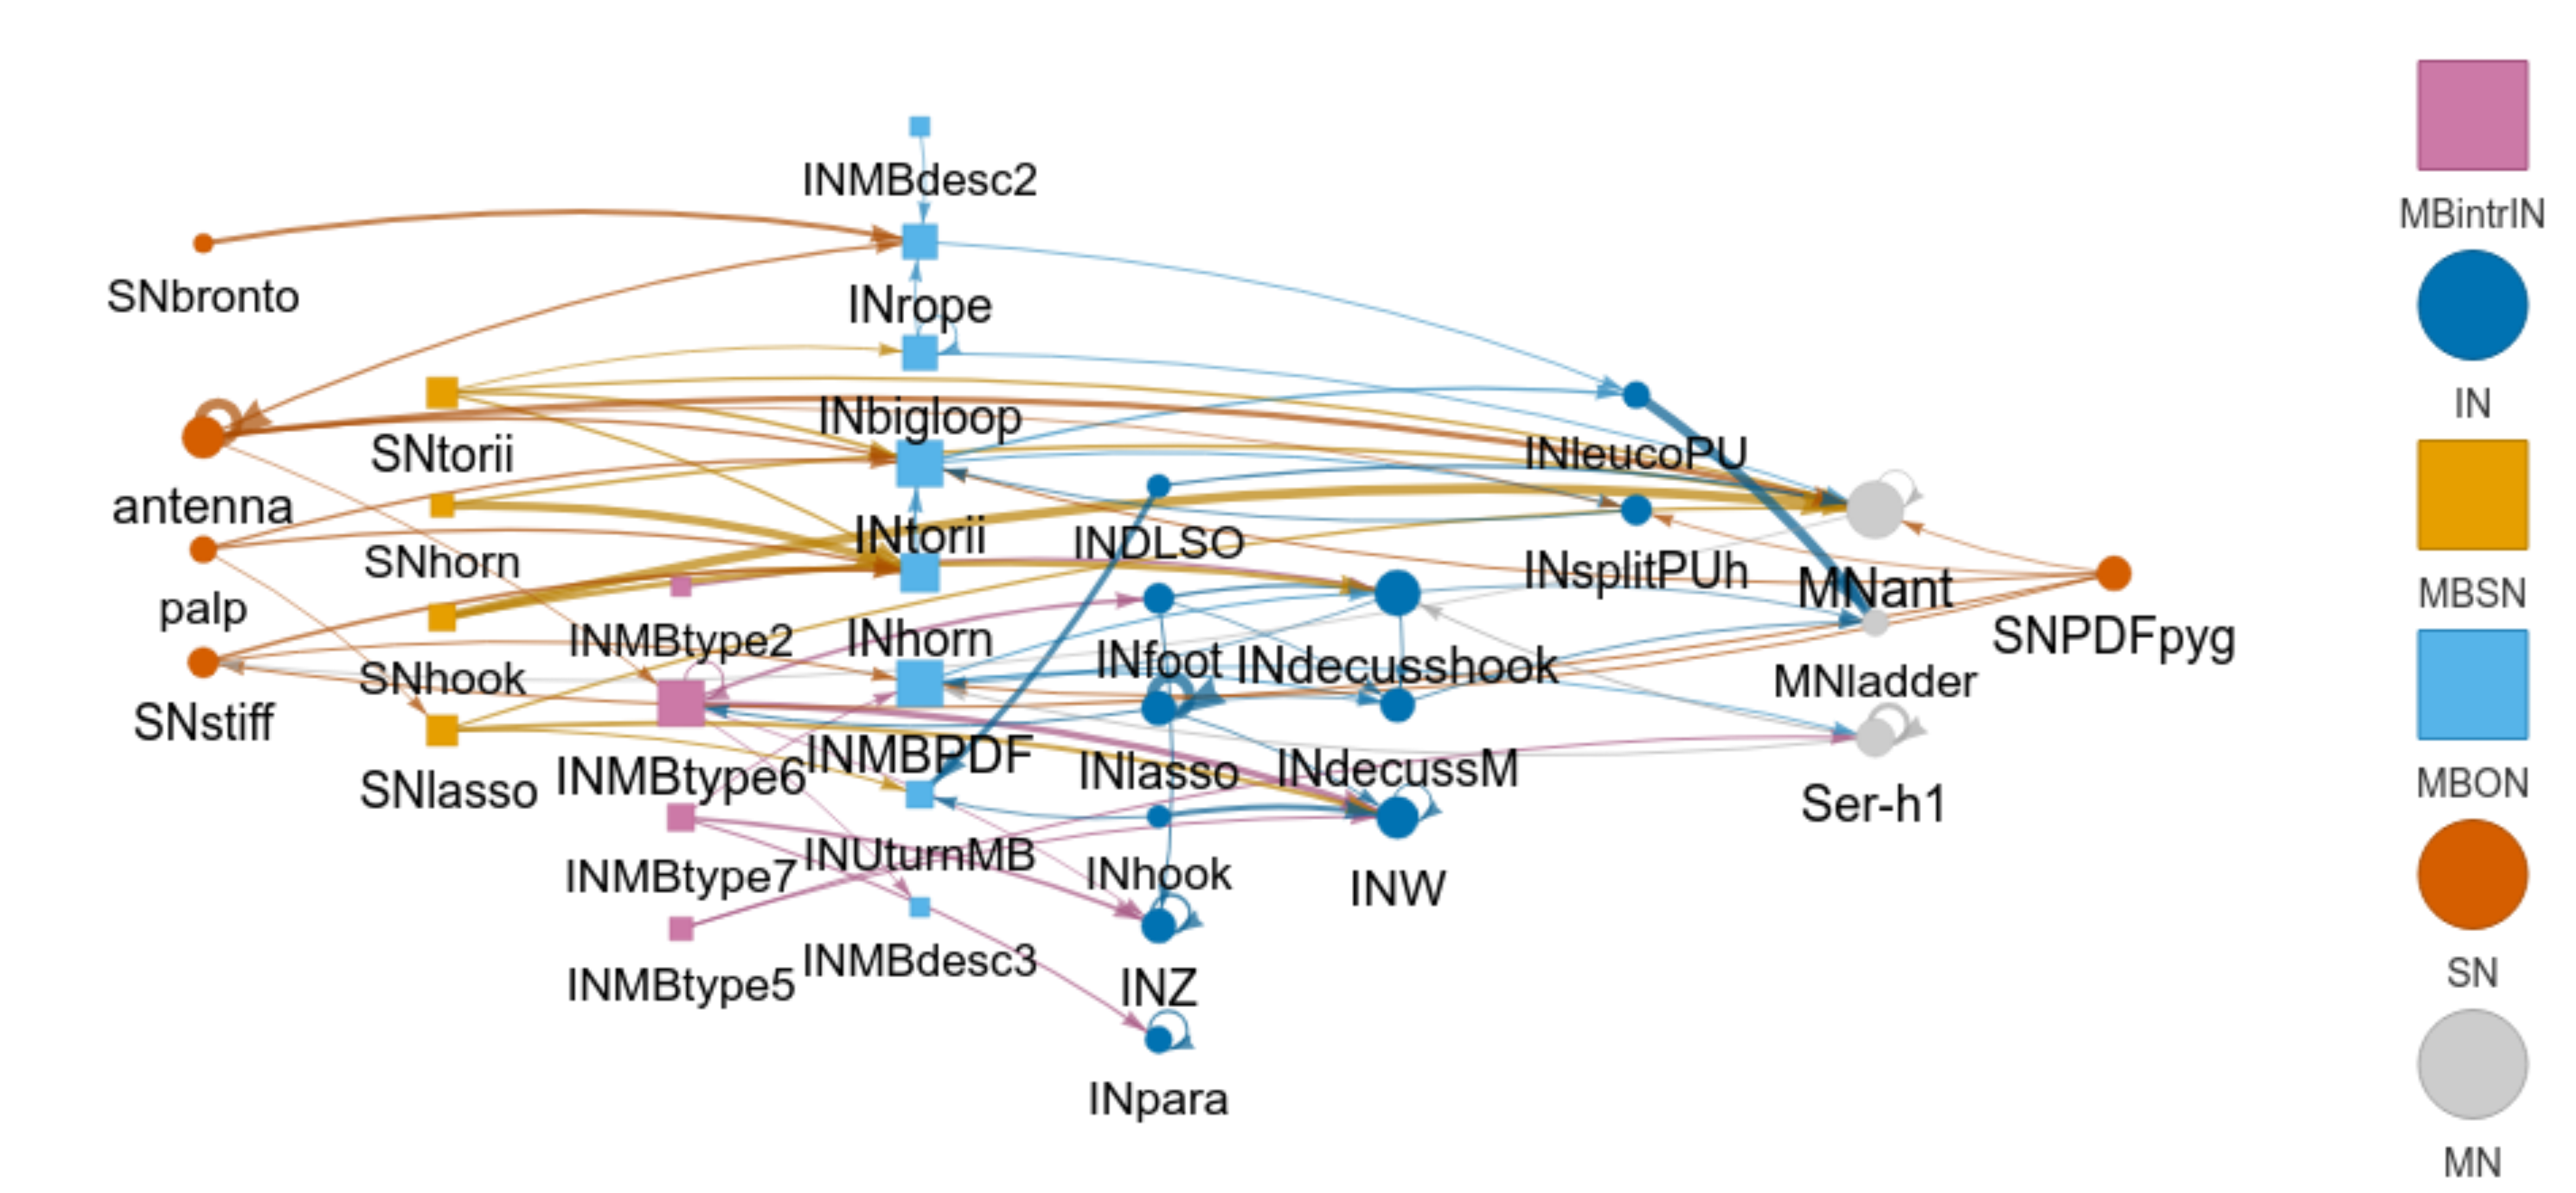 INMBdesc2
SNbronto
INrope
SNtorii
INbigloop
antenna
INleucoPU
SNhorn
INtorii
INDLSO
INsplitPUh
MNant
palp
INMBtype2
INhorn
INfoot
INdecusshook
SNPDFpyg
SNhook
MNladder
SNstiff
SNlasso
INMBtype6
INMBPDF
INlasso
INdecussM
Ser-h1
INMBtype7
INUturnMB
INhook
INW
INMBtype5
INMBdesc3
INZ
INpara
MBintrIN
IN
MBSN
MBON
SN
MN